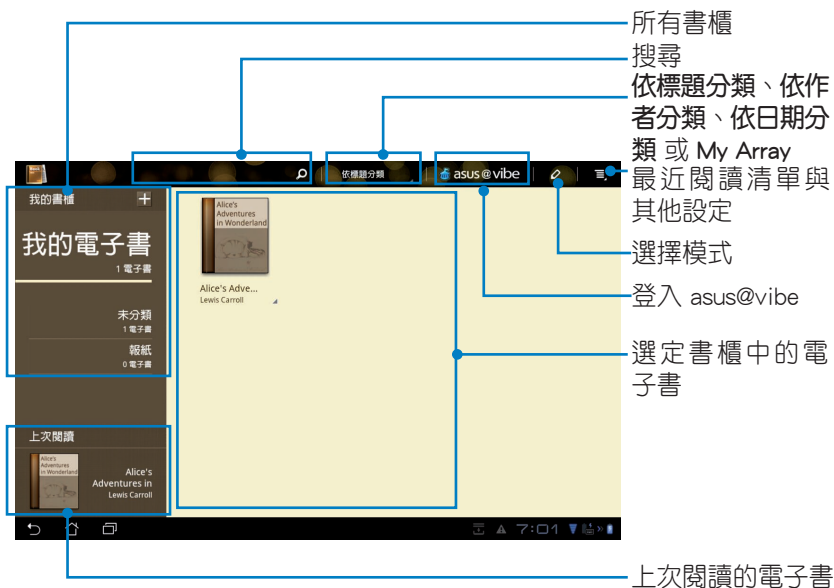 所有書櫃
搜尋
依標題分類、依作
者分類、依日期分
類 或 My Array
最近閱讀清單與
其他設定
選擇模式
登入 asus@vibe
選定書櫃中的電
子書
上次閱讀的電子書
依標題分類
asus@vibe
我的書櫃
我的電子書
1 電子書
未分類
1 電子書
報紙
0 電子書
Alice's
Adventures
in Wonderland
Alice's Adve...
Lewis Carroll
上次閱讀
Alice's
Adventures
in Wonderland
Alice's
Adventures in
Lewis Carroll
7:01